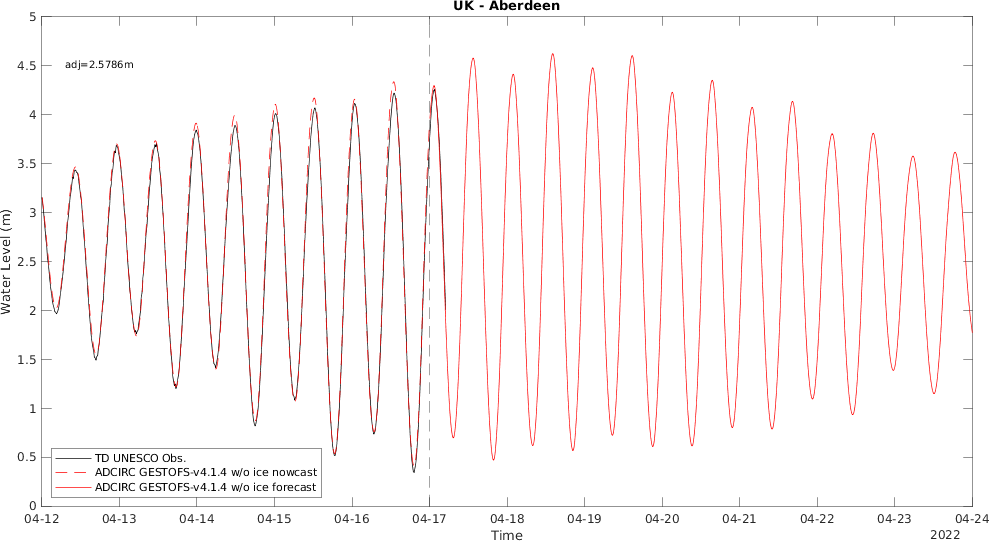 UK - Aberdeen
adj=2.5786m
Water Level (m)
5
4.5
4
3.5
3
2.5
2
1.5
1
0.5
0
TD UNESCO Obs.
ADCIRC GESTOFS-v4.1.4 w/o ice nowcast
ADCIRC GESTOFS-v4.1.4 w/o ice forecast
04-12 04-13 04-14 04-15 04-16 04-17 04-18 04-19 04-20 04-21 04-22 04-23 04-24
Time
2022